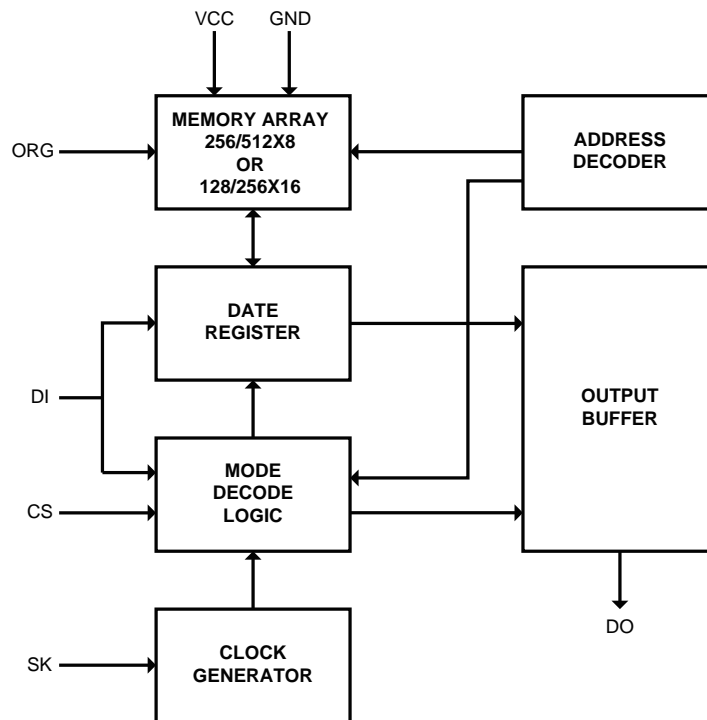 VCC
GND
ORG
MEMORY ARRAY
256/512X8
OR
128/256X16
ADDRESS
DECODER
DATE
REGISTER
DI
OUTPUT
BUFFER
MODE
DECODE
LOGIC
CS
DO
SK
CLOCK
GENERATOR